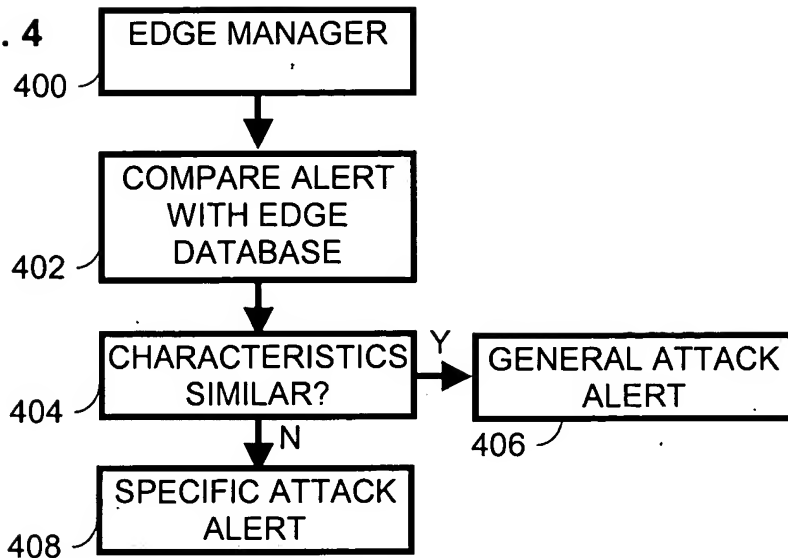 . 4
EDGE MANAGER
400
COMPARE ALERT
WITH EDGE
DATABASE
402
CHARACTERISTICS
SIMILAR?
404
Y
GENERAL ATTACK
ALERT
406
N
SPECIFIC ATTACK
ALERT
408